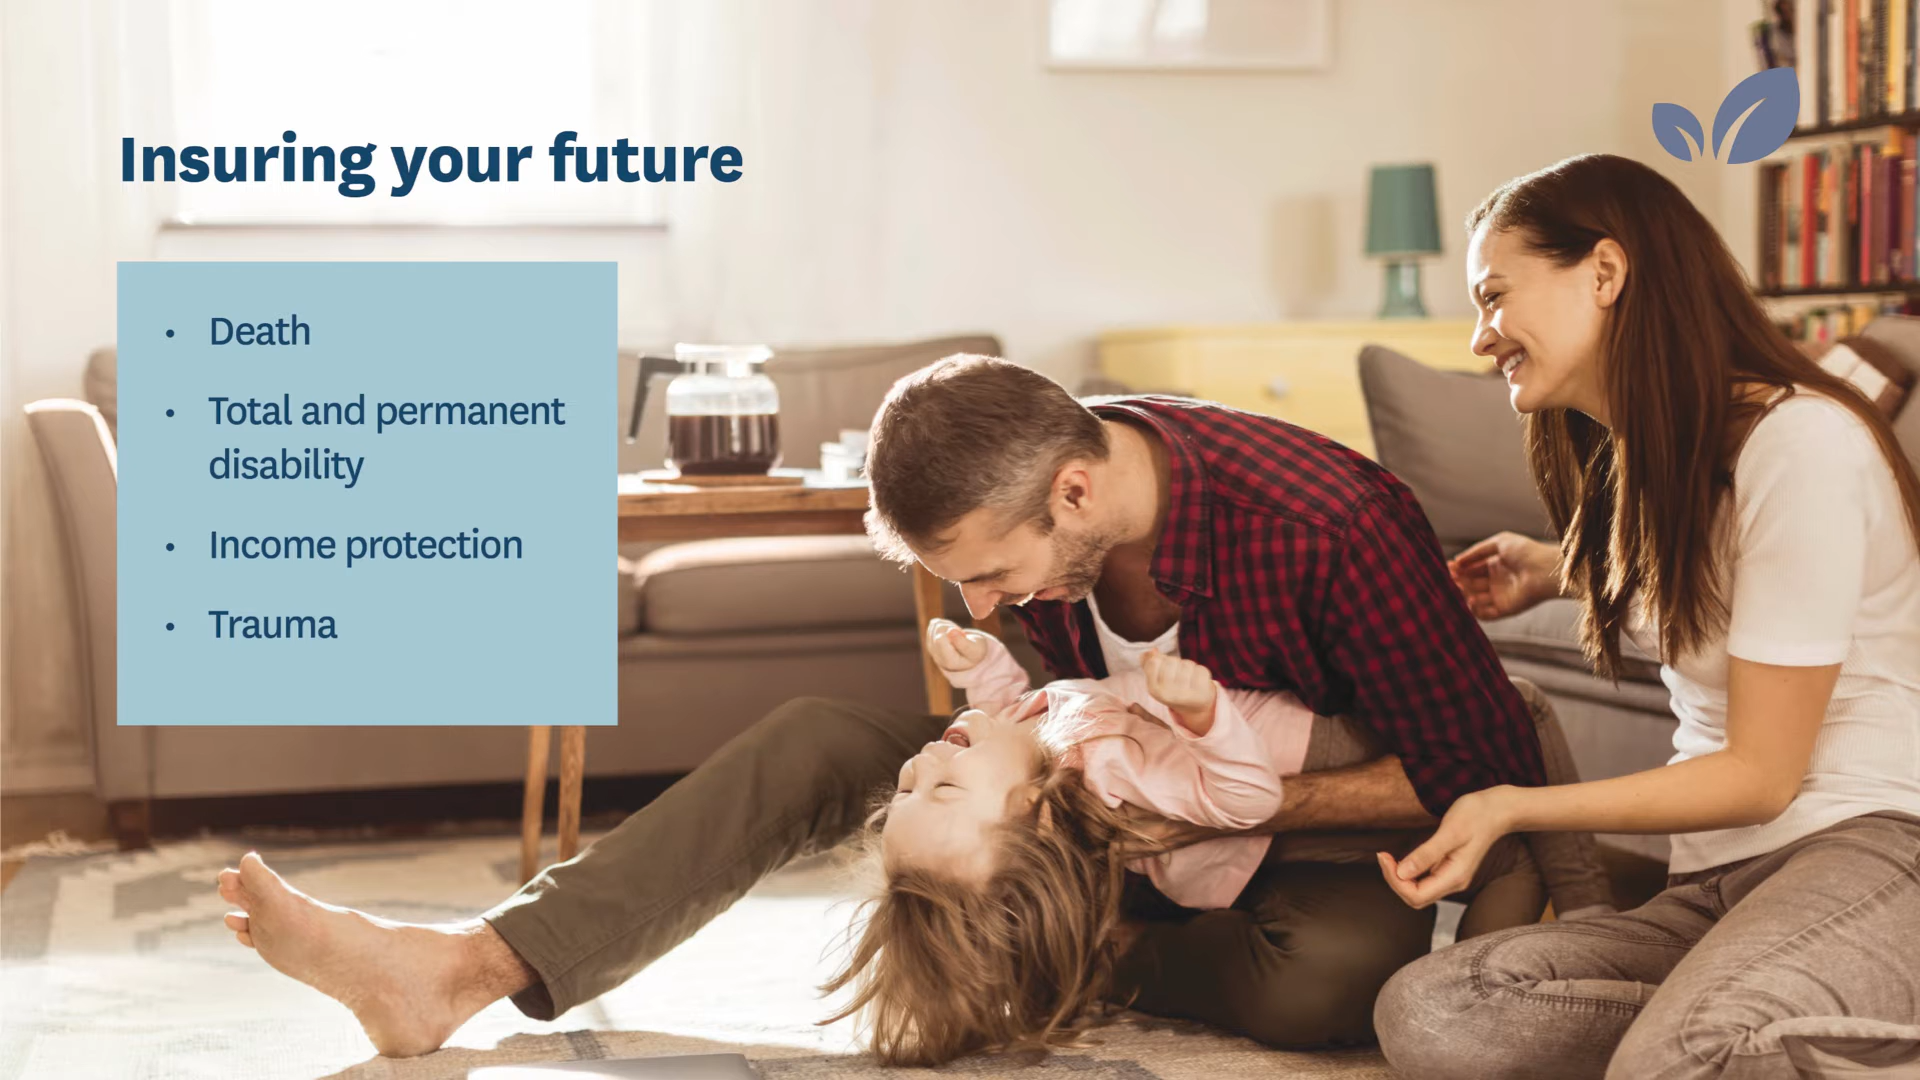 Insuring your future
• Death
• Total and permanent
disability
• Income protection
• Trauma